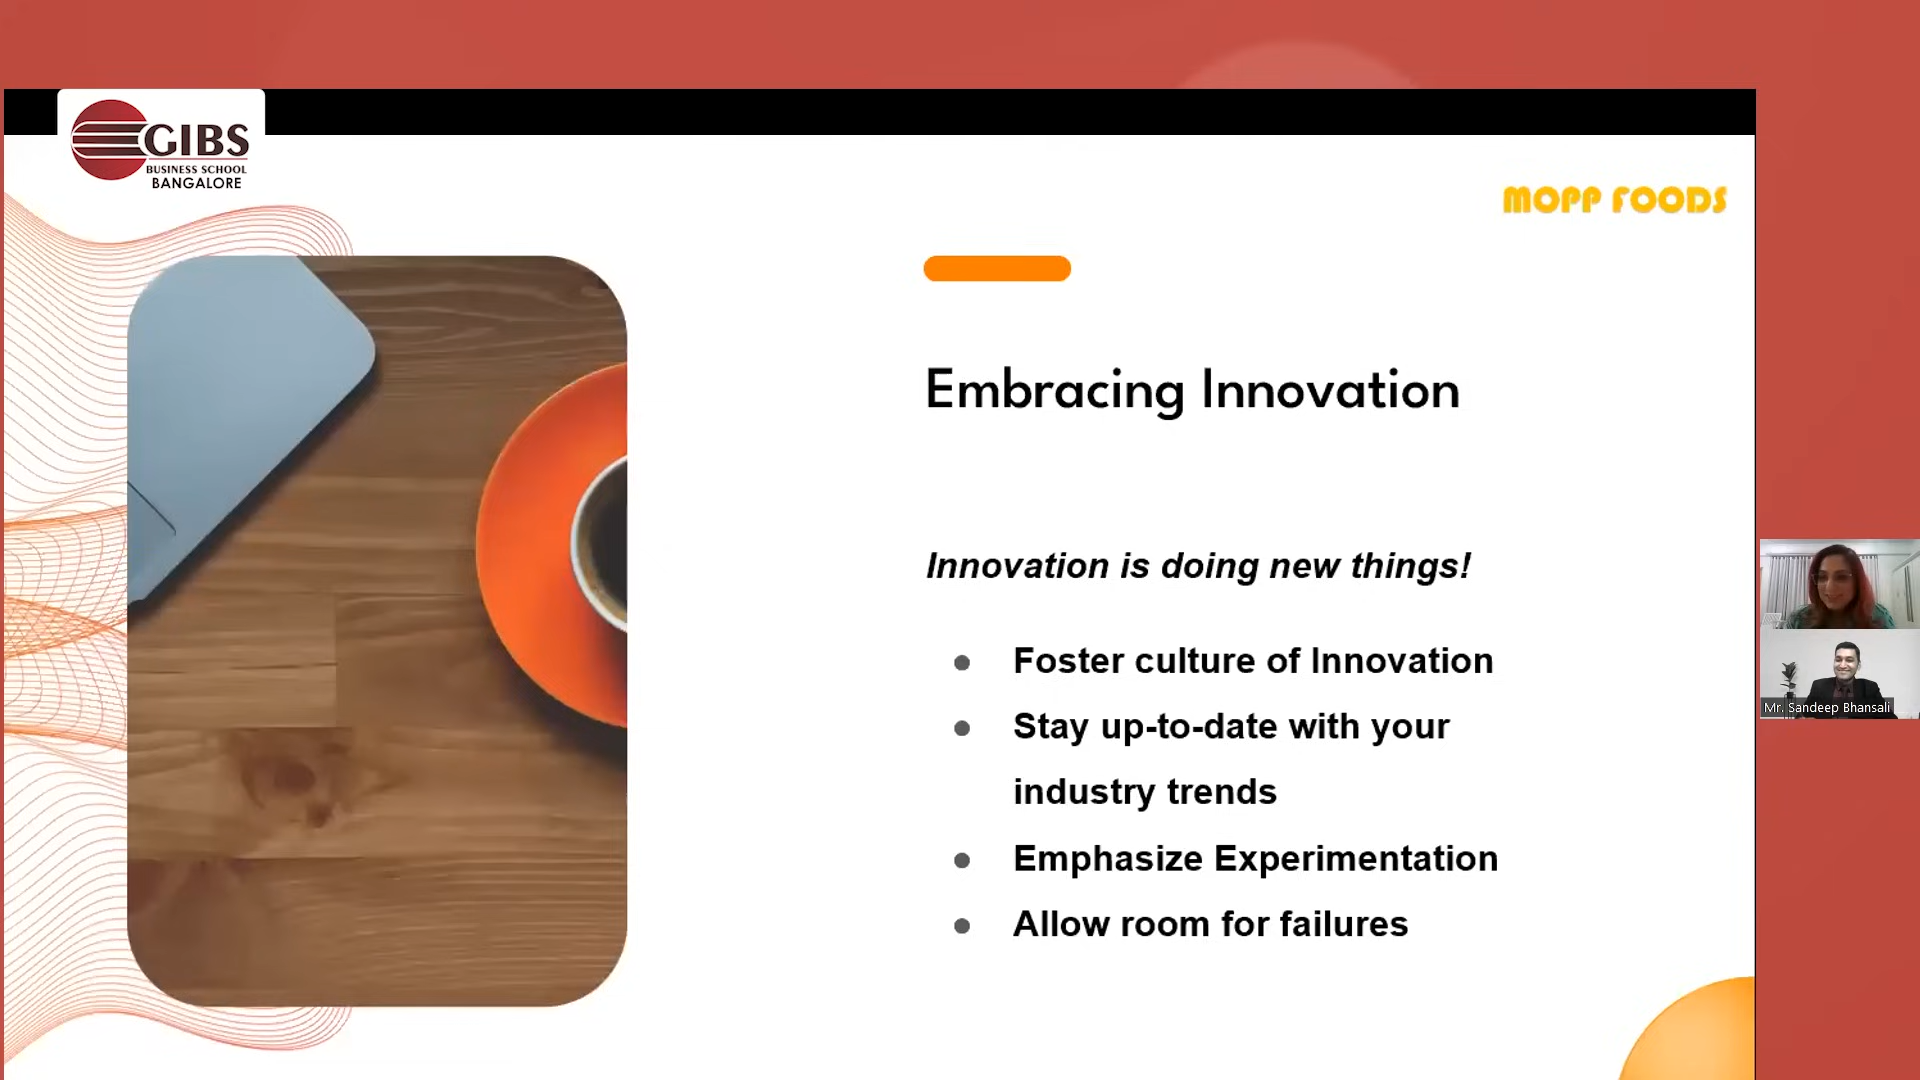 GIBS
BUSINESS SCHOOL
BANGALORE
MOPP FOODS
Embracing Innovation
Innovation is doing new things!
Foster culture of Innovation
Stay up-to-date with your
industry trends
Emphasize Experimentation
Allow room for failures
Mr. Sandeep Bhansali